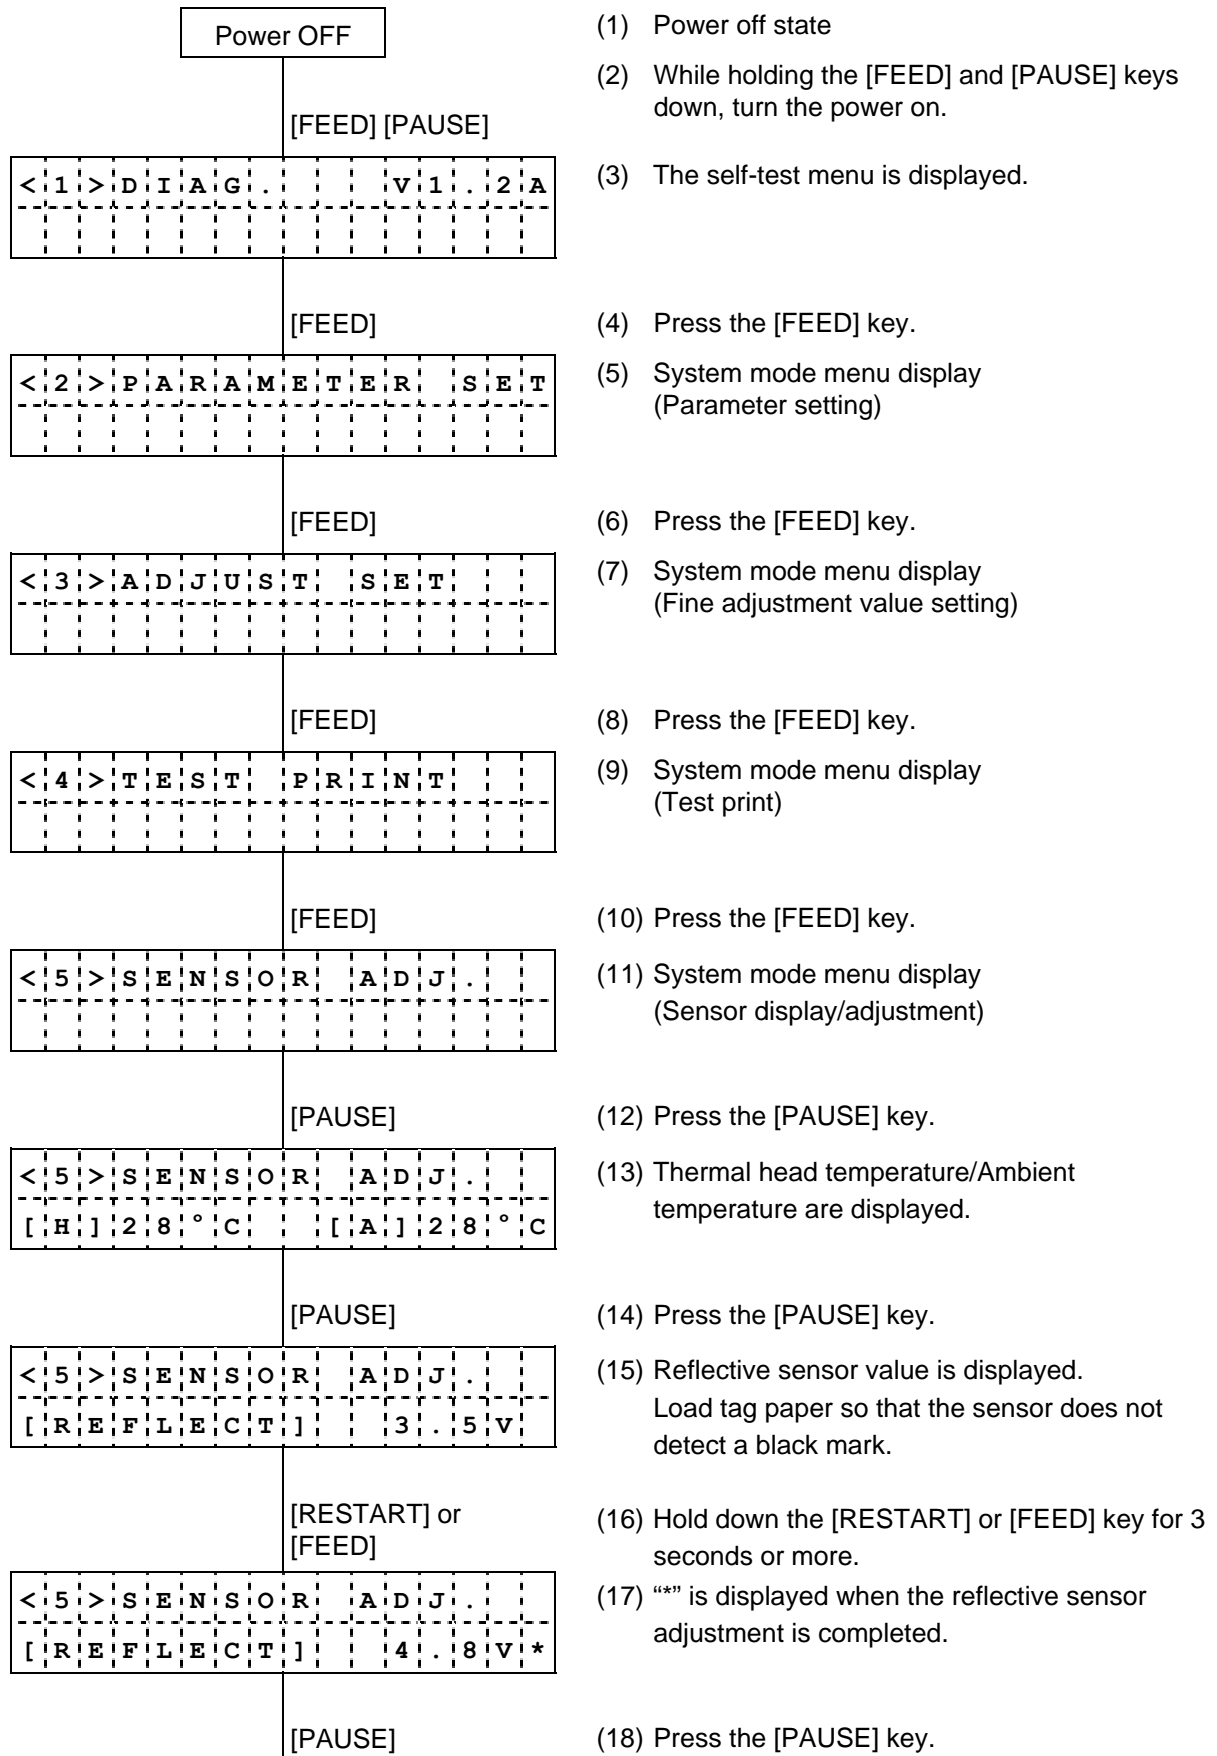 Power OFF
(1) Power off state
(2) While holding the [FEED] and [PAUSE] keys
down, turn the power on.
[FEED] [PAUSE]
<1>DIAG.   V1.2A
(3) The self-test menu is displayed.
[FEED]
(4) Press the [FEED] key.
<2>PARAMETER SET
(5) System mode menu display
(Parameter setting)
[FEED]
(6) Press the [FEED] key.
<3>ADJUST SET
(7) System mode menu display
(Fine adjustment value setting)
[FEED]
(8) Press the [FEED] key.
<4>TEST PRINT
(9) System mode menu display
(Test print)
[FEED]
(10) Press the [FEED] key.
<5>SENSOR ADJ.
(11) System mode menu display
(Sensor display/adjustment)
[PAUSE]
(12) Press the [PAUSE] key.
<5>SENSOR ADJ.
[H]28°C  [A]28°C
(13) Thermal head temperature/Ambient
temperature are displayed.
[PAUSE]
(14) Press the [PAUSE] key.
<5>SENSOR ADJ.
[REFLECT]  3.5V
(15) Reflective sensor value is displayed.
Load tag paper so that the sensor does not
detect a black mark.
[RESTART] or
[FEED]
(16) Hold down the [RESTART] or [FEED] key for 3
seconds or more.
<5>SENSOR ADJ.
[REFLECT]  4.8V*
(17) “*” is displayed when the reflective sensor
adjustment is completed.
[PAUSE]
(18) Press the [PAUSE] key.